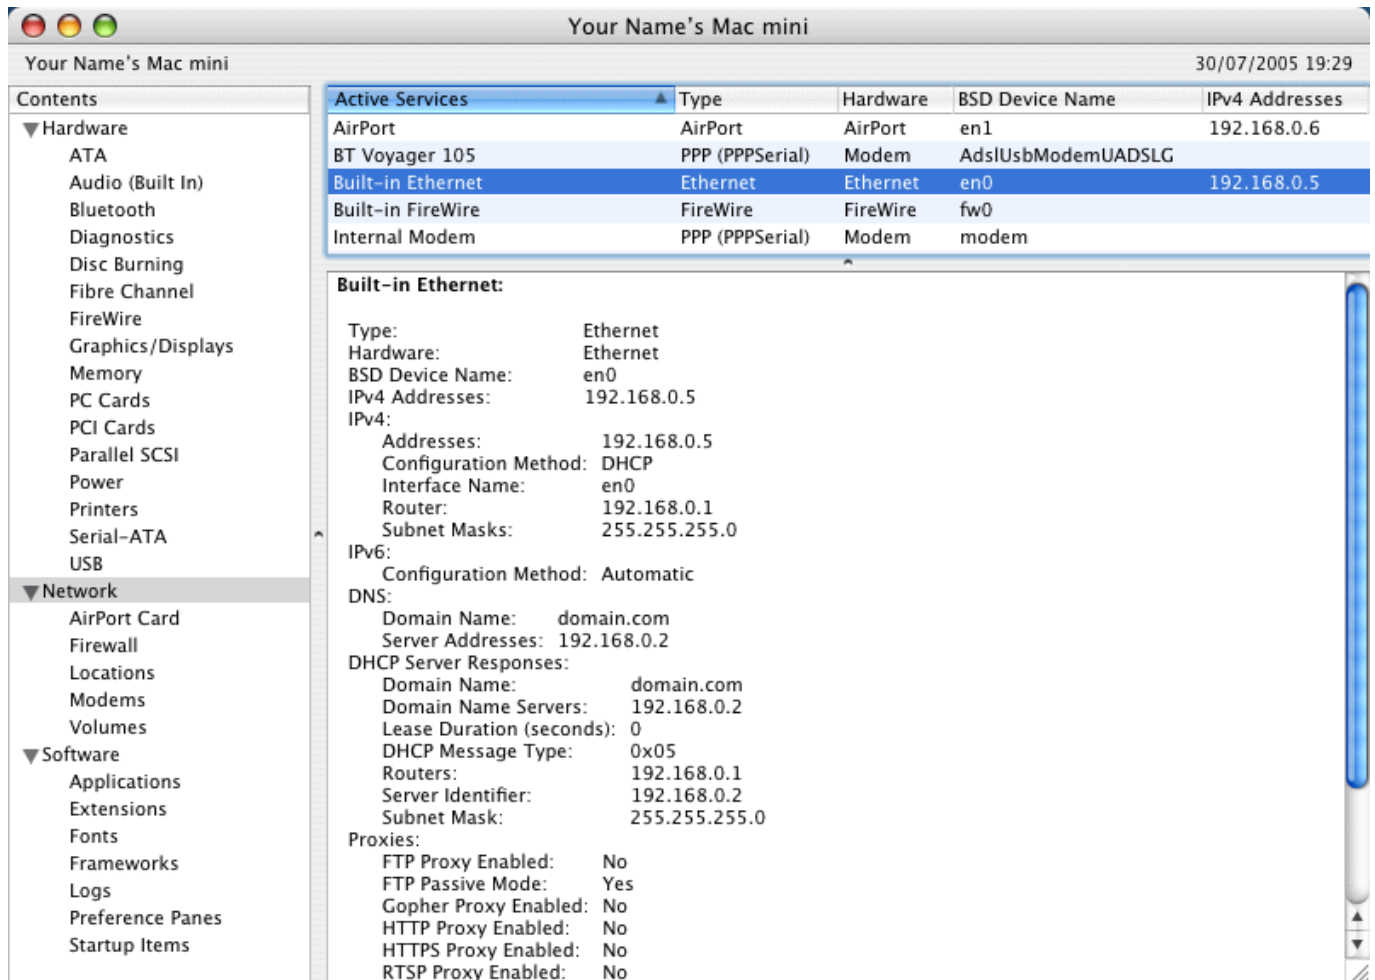 Your Name's Mac mini
Your Name's Mac mini 30/07/2005 19:29
Contents
Hardware
ATA
Audio (Built In)
Bluetooth
Diagnostics
Disc Burning
Fibre Channel
FireWire
Graphics/Displays
Memory
PC Cards
PCI Cards
Parallel SCSI
Power
Printers
Serial-ATA
USB
Network
AirPort Card
Firewall
Locations
Modems
Volumes
Software
Applications
Extensions
Fonts
Frameworks
Logs
Preference Panes
Startup Items
Active Services Type Hardware BSD Device Name IPv4 Addresses
AirPort AirPort AirPort en1 192.168.0.6
BT Voyager 105 PPP (PPPSerial) Modem AdslUsbModemUADSLG
Built-in Ethernet Ethernet Ethernet en0 192.168.0.5
Built-in FireWire FireWire FireWire fw0
Internal Modem PPP (PPPSerial) Modem modem
Built-in Ethernet:
Type: Ethernet
Hardware: Ethernet
BSD Device Name: en0
IPv4 Addresses: 192.168.0.5
IPv4:
Addresses: 192.168.0.5
Configuration Method: DHCP
Interface Name: en0
Router: 192.168.0.1
Subnet Masks: 255.255.255.0
IPv6:
Configuration Method: Automatic
DNS:
Domain Name: domain.com
Server Addresses: 192.168.0.2
DHCP Server Responses:
Domain Name: domain.com
Domain Name Servers: 192.168.0.2
Lease Duration (seconds): 0
DHCP Message Type: 0x05
Routers: 192.168.0.1
Server Identifier: 192.168.0.2
Subnet Mask: 255.255.255.0
Proxies:
FTP Proxy Enabled: No
FTP Passive Mode: Yes
Gopher Proxy Enabled: No
HTTP Proxy Enabled: No
HTTPS Proxy Enabled: No
RTSP Proxy Enabled: No